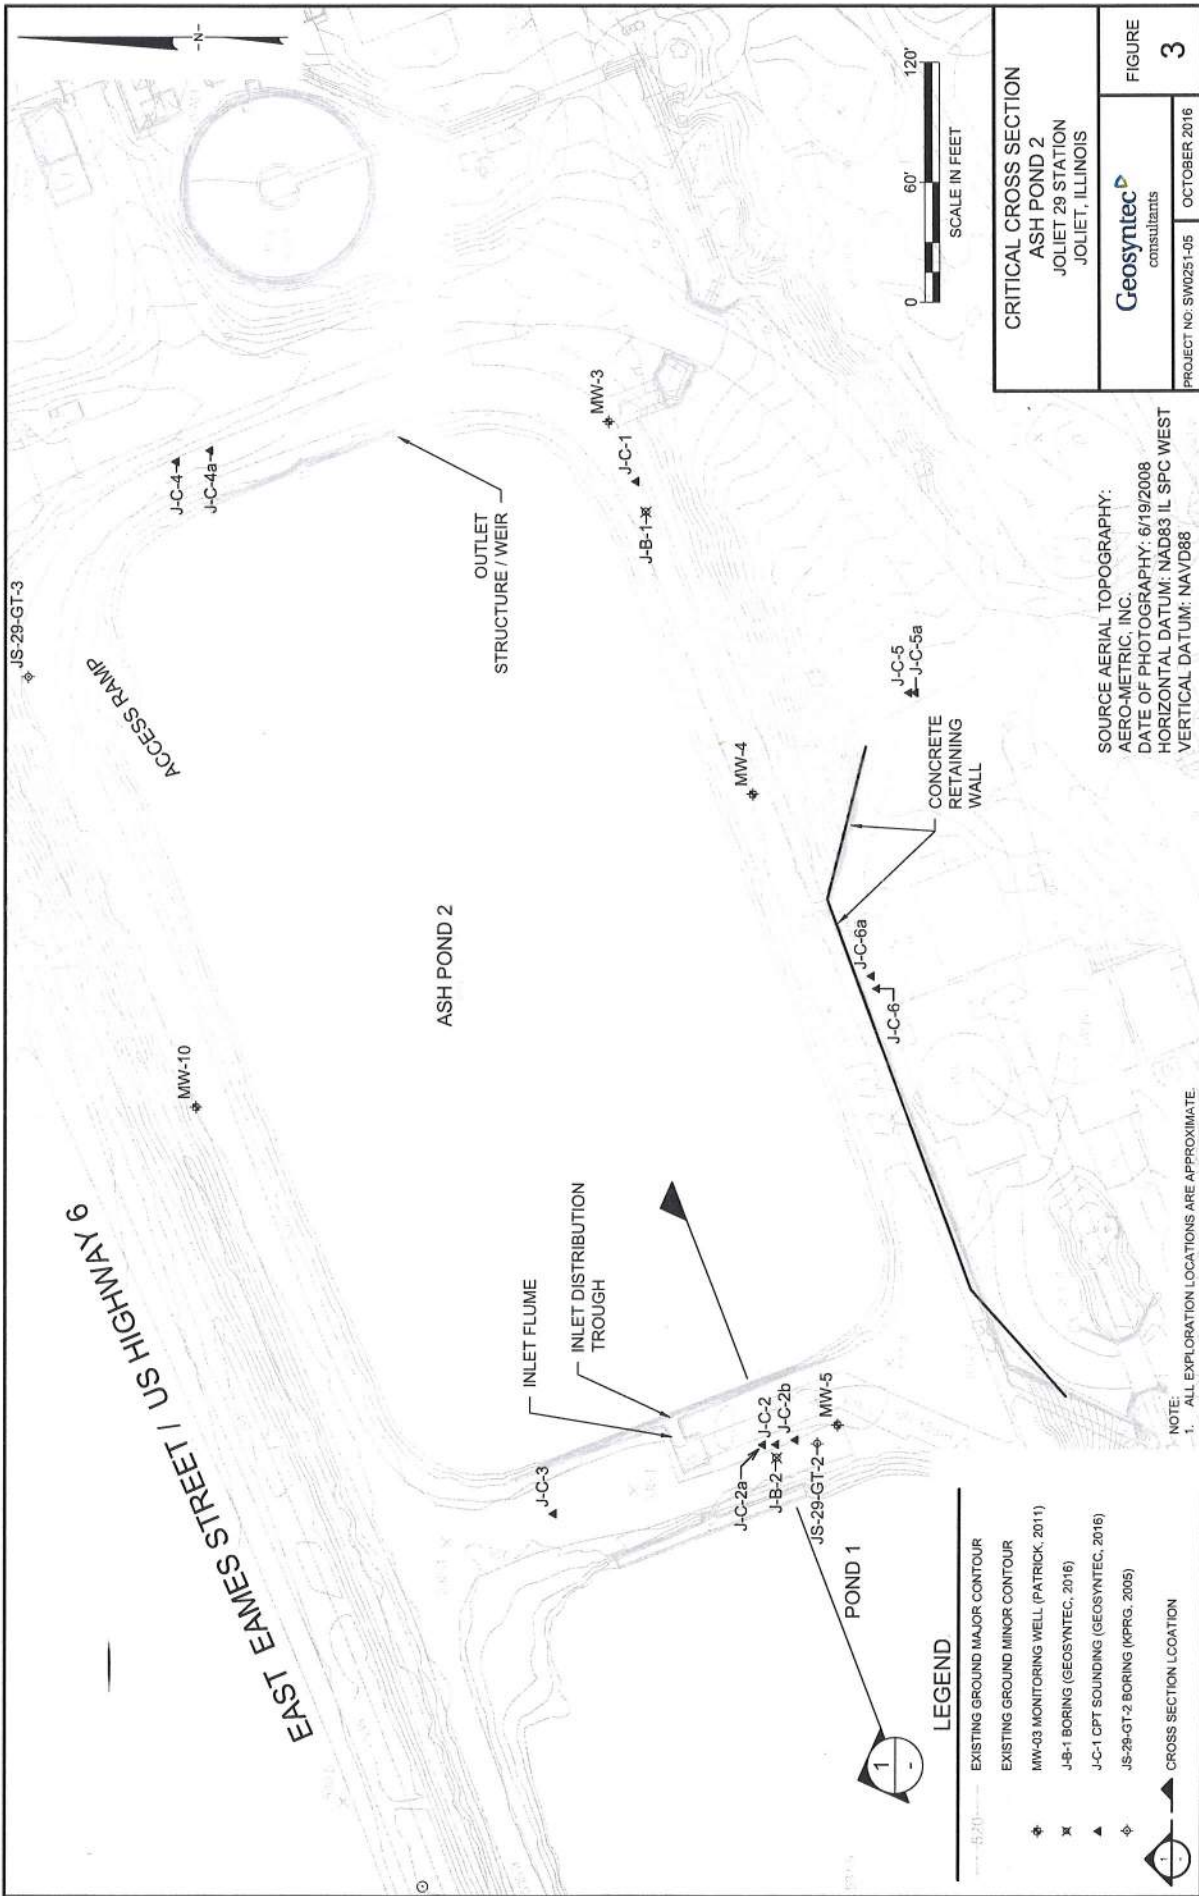 -N-
EAST EAMES STREET / US HIGHWAY 6
JS-29-GT-3
ACCESS RAMP
MW-10
J-C-4
J-C-4a
OUTLET
STRUCTURE / WEIR
ASH POND 2
INLET FLUME
INLET DISTRIBUTION
TROUGH
J-C-3
MW-3
J-C-1
J-B-1
MW-4
J-C-2a
J-C-2
J-B-2
J-C-2b
JS-29-GT-2
MW-5
POND 1
1
-
J-C-5
J-C-5a
CONCRETE
RETAINING
WALL
J-C-6a
J-C-6
0
60'
120'
SCALE IN FEET
LEGEND
520
EXISTING GROUND MAJOR CONTOUR
EXISTING GROUND MINOR CONTOUR
MW-03 MONITORING WELL (PATRICK, 2011)
J-B-1 BORING (GEOSYNTEC, 2016)
J-C-1 CPT SOUNDING (GEOSYNTEC, 2016)
JS-29-GT-2 BORING (KPRG, 2005)
1
-
CROSS SECTION LCOATION
NOTE:
1. ALL EXPLORATION LOCATIONS ARE APPROXIMATE.
SOURCE AERIAL TOPOGRAPHY:
AERO-METRIC, INC.
DATE OF PHOTOGRAPHY: 6/19/2008
HORIZONTAL DATUM: NAD83 IL SPC WEST
VERTICAL DATUM: NAVD88
CRITICAL CROSS SECTION
ASH POND 2
JOLIET 29 STATION
JOLIET, ILLINOIS
Geosyntec
consultants
FIGURE
3
PROJECT NO: SW0251-05
OCTOBER 2016